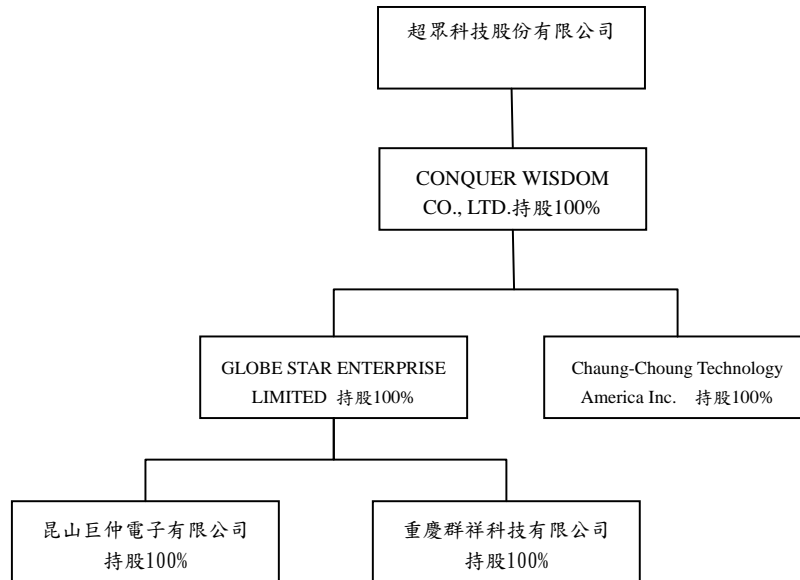 超眾科技股份有限公司
CONQUER WISDOM
CO., LTD.持股100%
GLOBE STAR ENTERPRISE
LIMITED 持股100%
Chaung-Choung Technology
America Inc. 持股100%
昆山巨仲電子有限公司
持股100%
重慶群祥科技有限公司
持股100%